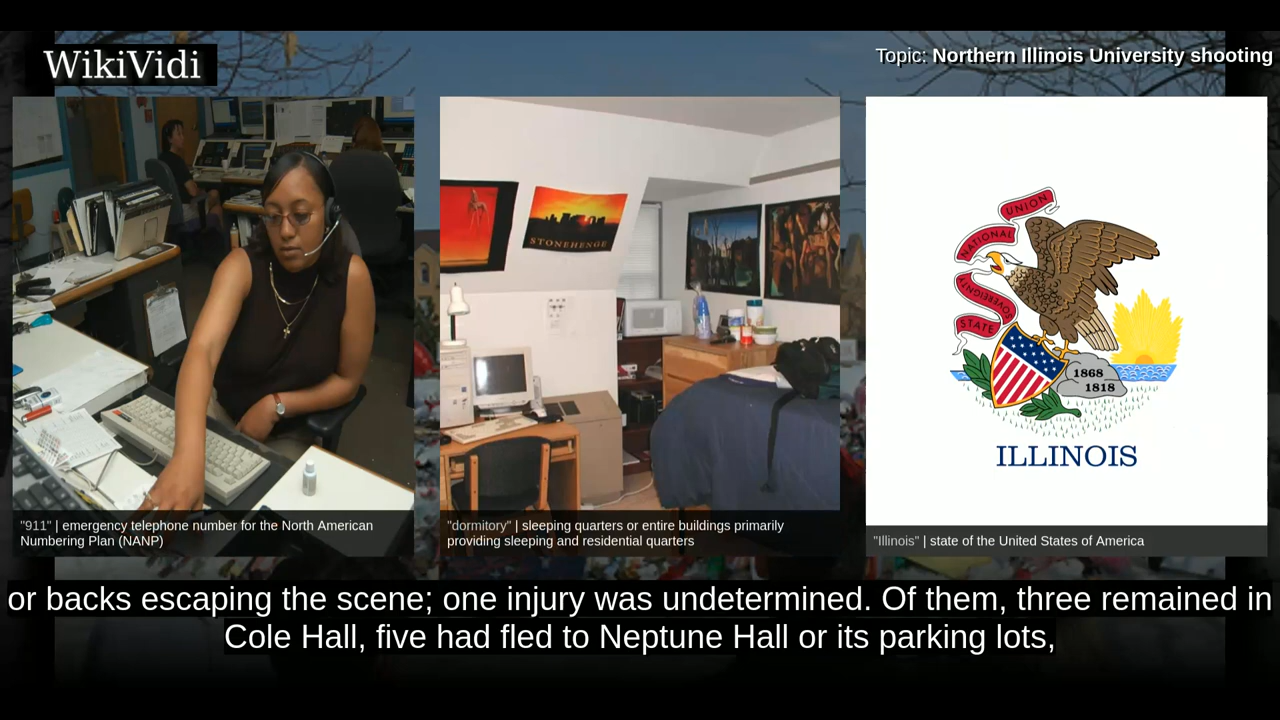 WikiVidi
Topic: Northern Illinois University shooting
STONEHENGE
STATE
SOVEREIGNTY
NATIONAL
UNION
1868
1818
ILLINOIS
"911" | emergency telephone number for the North American
Numbering Plan (NANP)
"dormitory" | sleeping quarters or entire buildings primarily
providing sleeping and residential quarters
"Illinois" | state of the United States of America
or backs escaping the scene; one injury was undetermined. Of them, three remained in
Cole Hall, five had fled to Neptune Hall or its parking lots,